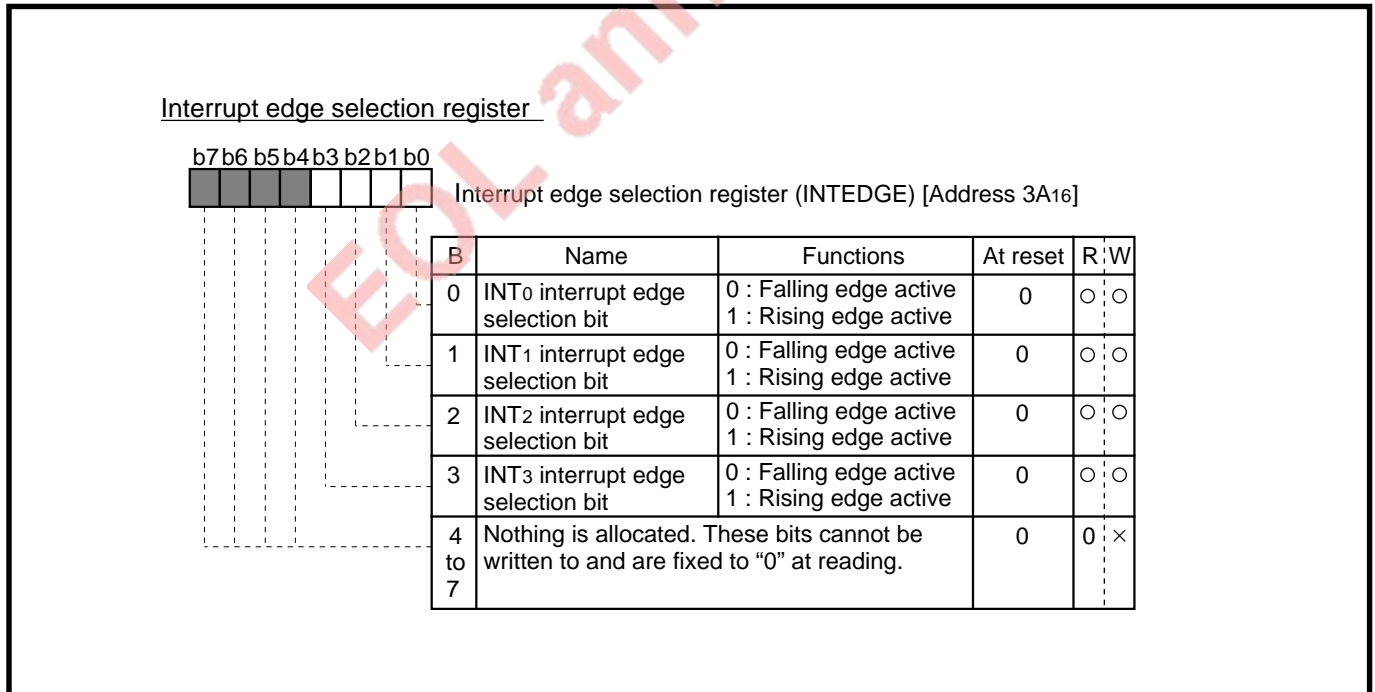 EOL ann
Interrupt edge selection register
b7 b6 b5 b4 b3 b2 b1 b0
Interrupt edge selection register (INTEDGE) [Address 3A16]
B Name Functions At reset R W
0 INT0 interrupt edge selection bit 0 : Falling edge active 0 ○ ○
1 : Rising edge active
1 INT1 interrupt edge selection bit 0 : Falling edge active 0 ○ ○
1 : Rising edge active
2 INT2 interrupt edge selection bit 0 : Falling edge active 0 ○ ○
1 : Rising edge active
3 INT3 interrupt edge selection bit 0 : Falling edge active 0 ○ ○
1 : Rising edge active
4 to 7 Nothing is allocated. These bits cannot be 0 0 ×
written to and are fixed to “0” at reading.